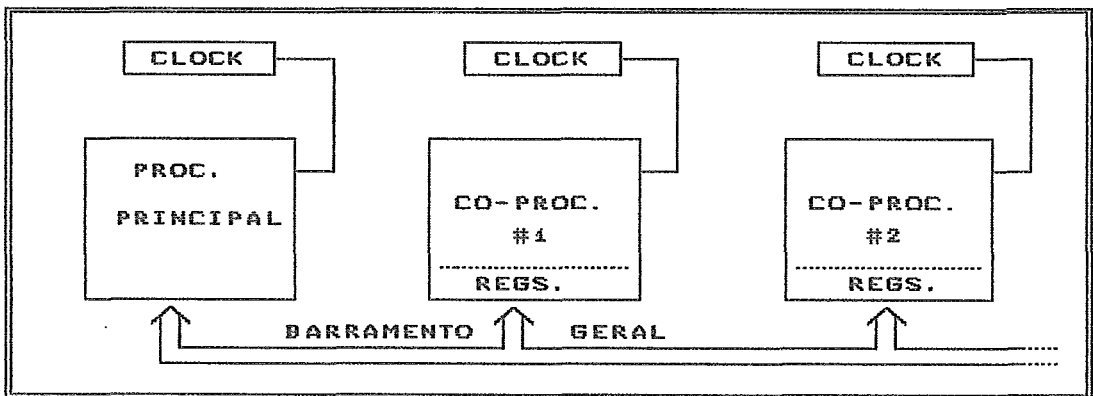 CLOCK
CLOCK
CLOCK
PROC.
PRINCIPAL
CO-PROC.
#1
REGS.
CO-PROC.
#2
REGS.
BARRAMENTO GERAL